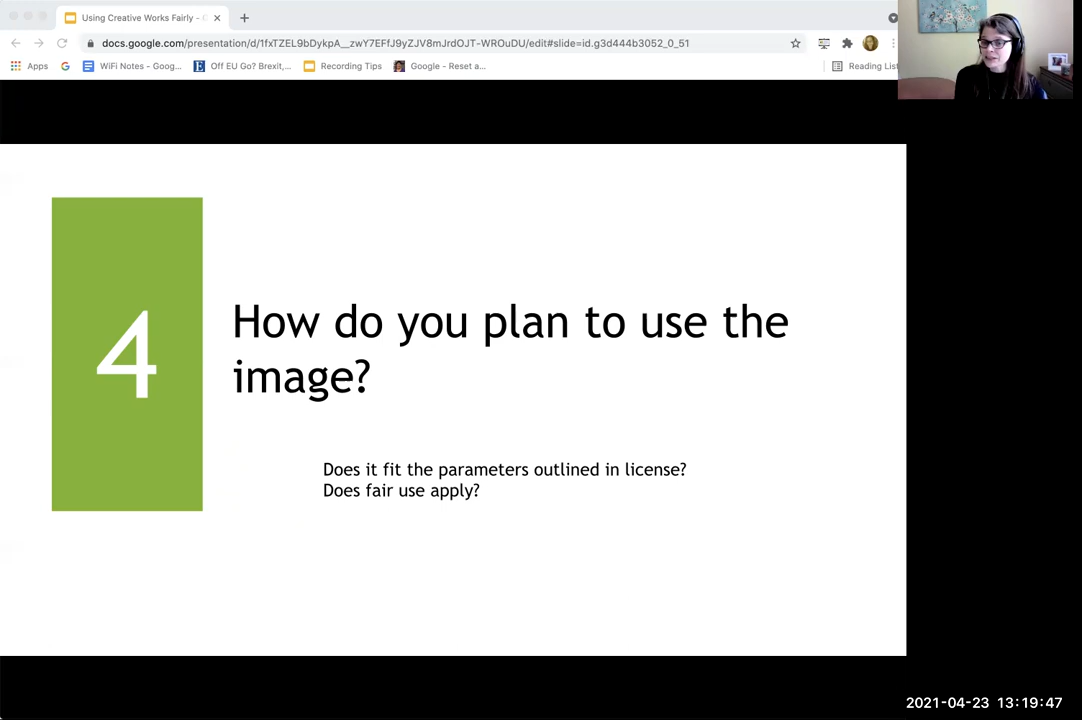 Using Creative Works Fairly - G
docs.google.com/presentation/d/1fxTZEL9bDykpA__zwY7EFfJ9yZJV8mJrdOJT-WROuDU/edit#slide=id.g3d444b3052_0_51
Apps
WiFi Notes - Goog...
Off EU Go? Brexit,...
Recording Tips
Google - Reset a...
Reading List
4
How do you plan to use the
image?
Does it fit the parameters outlined in license?
Does fair use apply?
2021-04-23 13:19:47